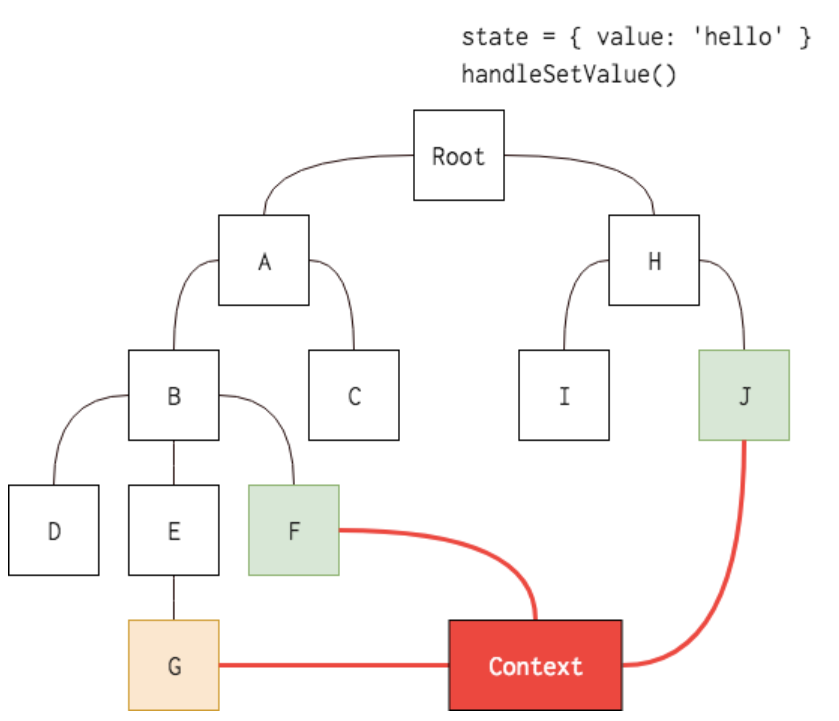 state = { value: 'hello' }
handleSetValue()
Root
A
H
B
C
I
J
D
E
F
G
Context